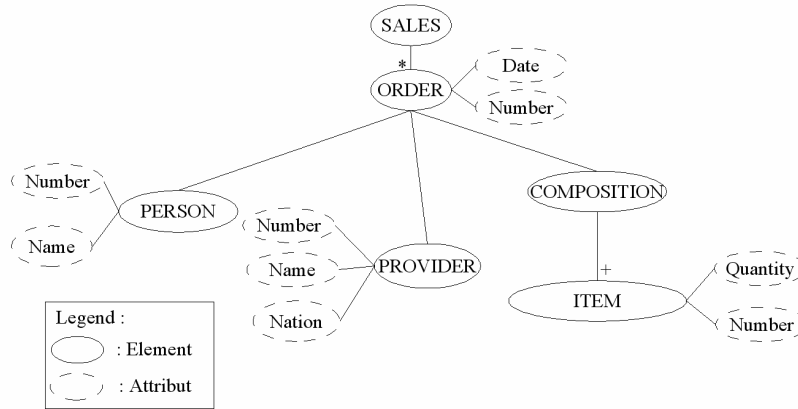 SALES
*
ORDER
Date
Number
Number
Name
PERSON
Number
Name
Nation
PROVIDER
COMPOSITION
+
ITEM
Quantity
Number
Legend :
: Element
: Attribut